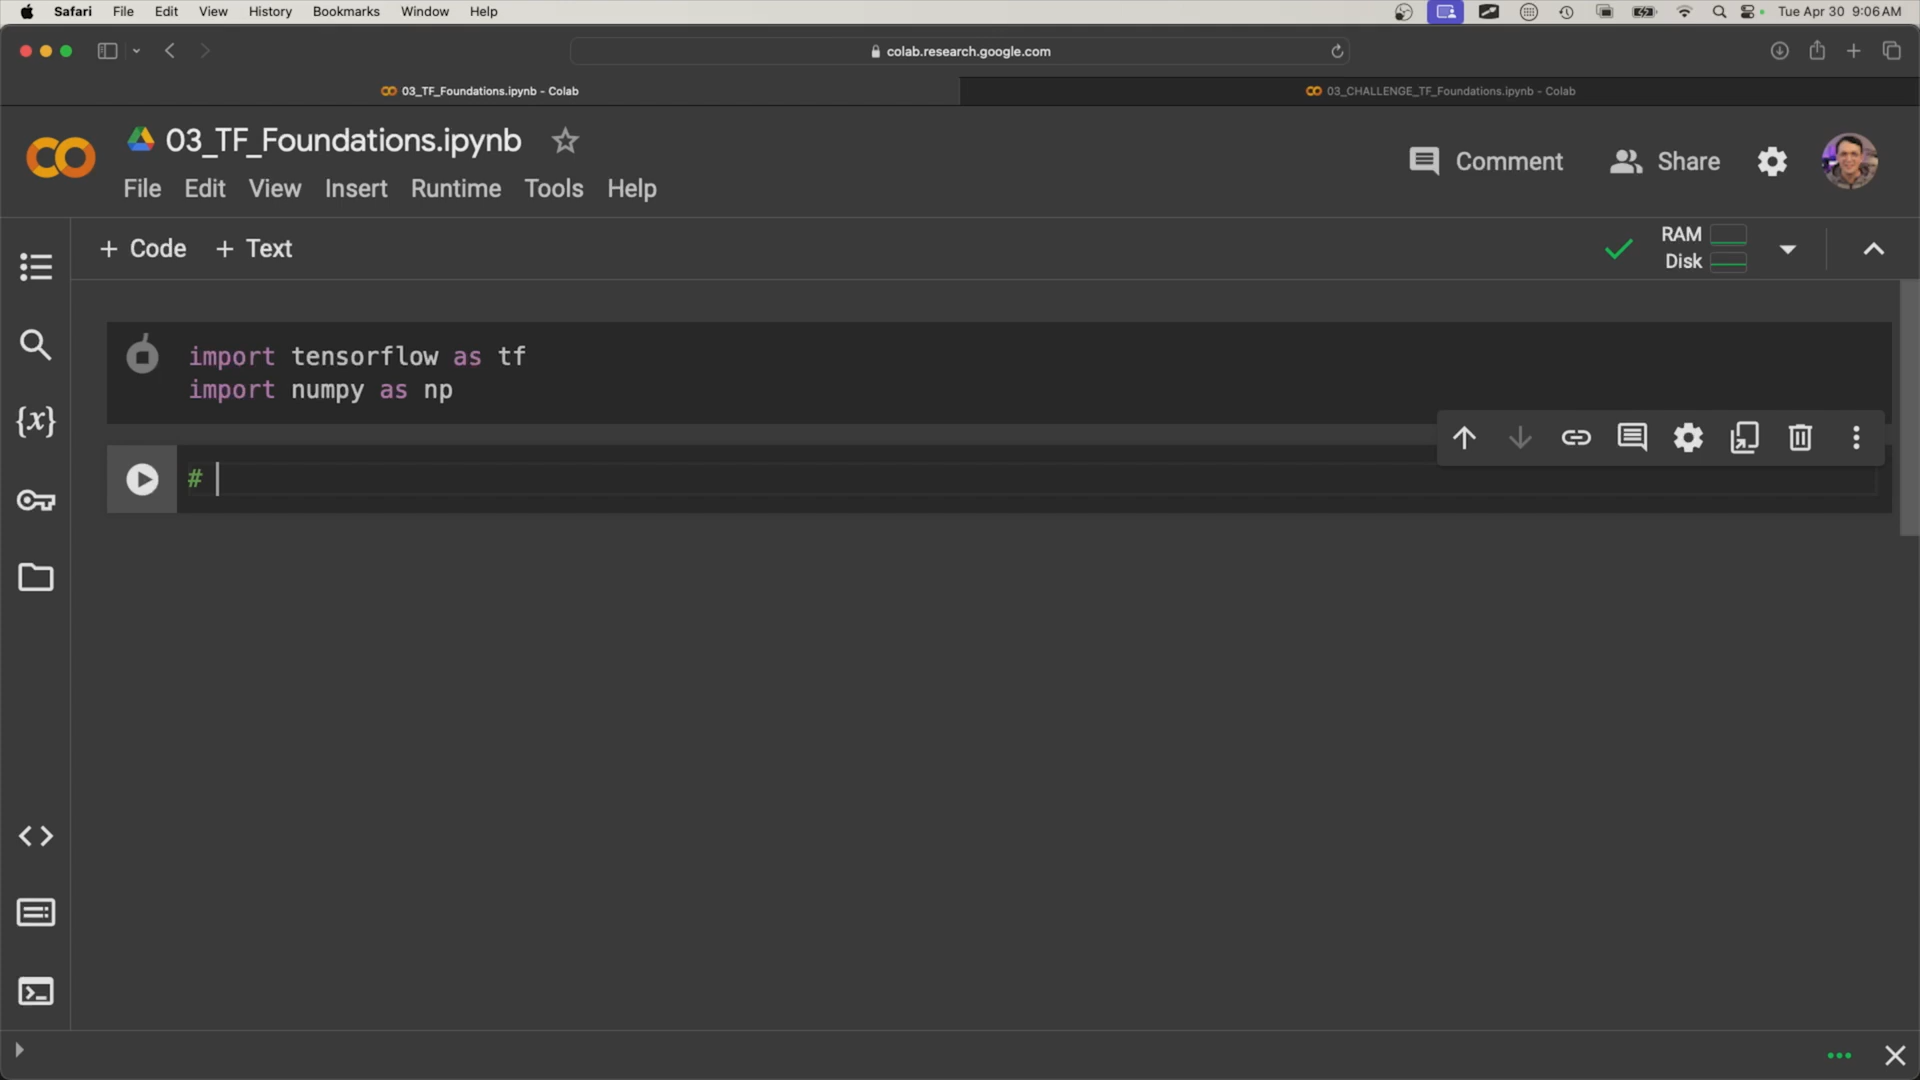 Safari File Edit View History Bookmarks Window Help Tue Apr 30 9:06 AM
colab.research.google.com
03_TF_Foundations.ipynb - Colab 03_CHALLENGE_TF_Foundations.ipynb - Colab
03_TF_Foundations.ipynb
File Edit View Insert Runtime Tools Help
Comment Share
+ Code + Text
RAM
Disk
import tensorflow as tf
import numpy as np
#